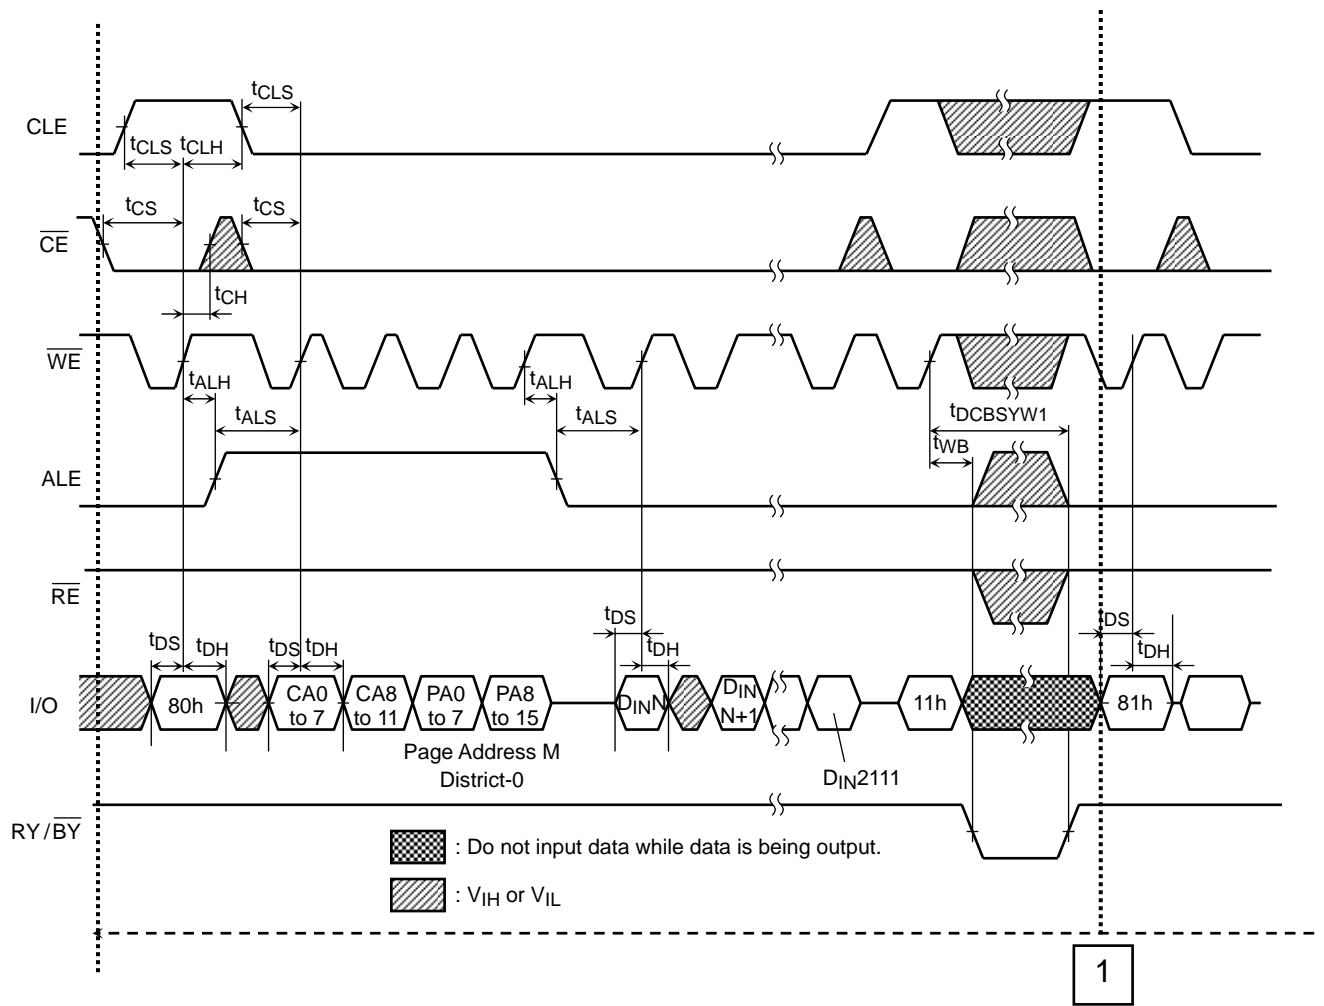 tCLS
CLE
tCLS tCLH
tCS tCS
CE
tCH
WE
tALH tALH
tALS tALS tDCBSYW1
tWB
ALE
RE
tDS tDH tDS tDH tDS tDH DS tDH
I/O
80h
CA0 to 7
CA8 to 11
PA0 to 7
PA8 to 15
DINN
DIN N+1
11h
81h
Page Address M
District-0
DIN2111
RY/BY
: Do not input data while data is being output.
: VIH or VIL
1